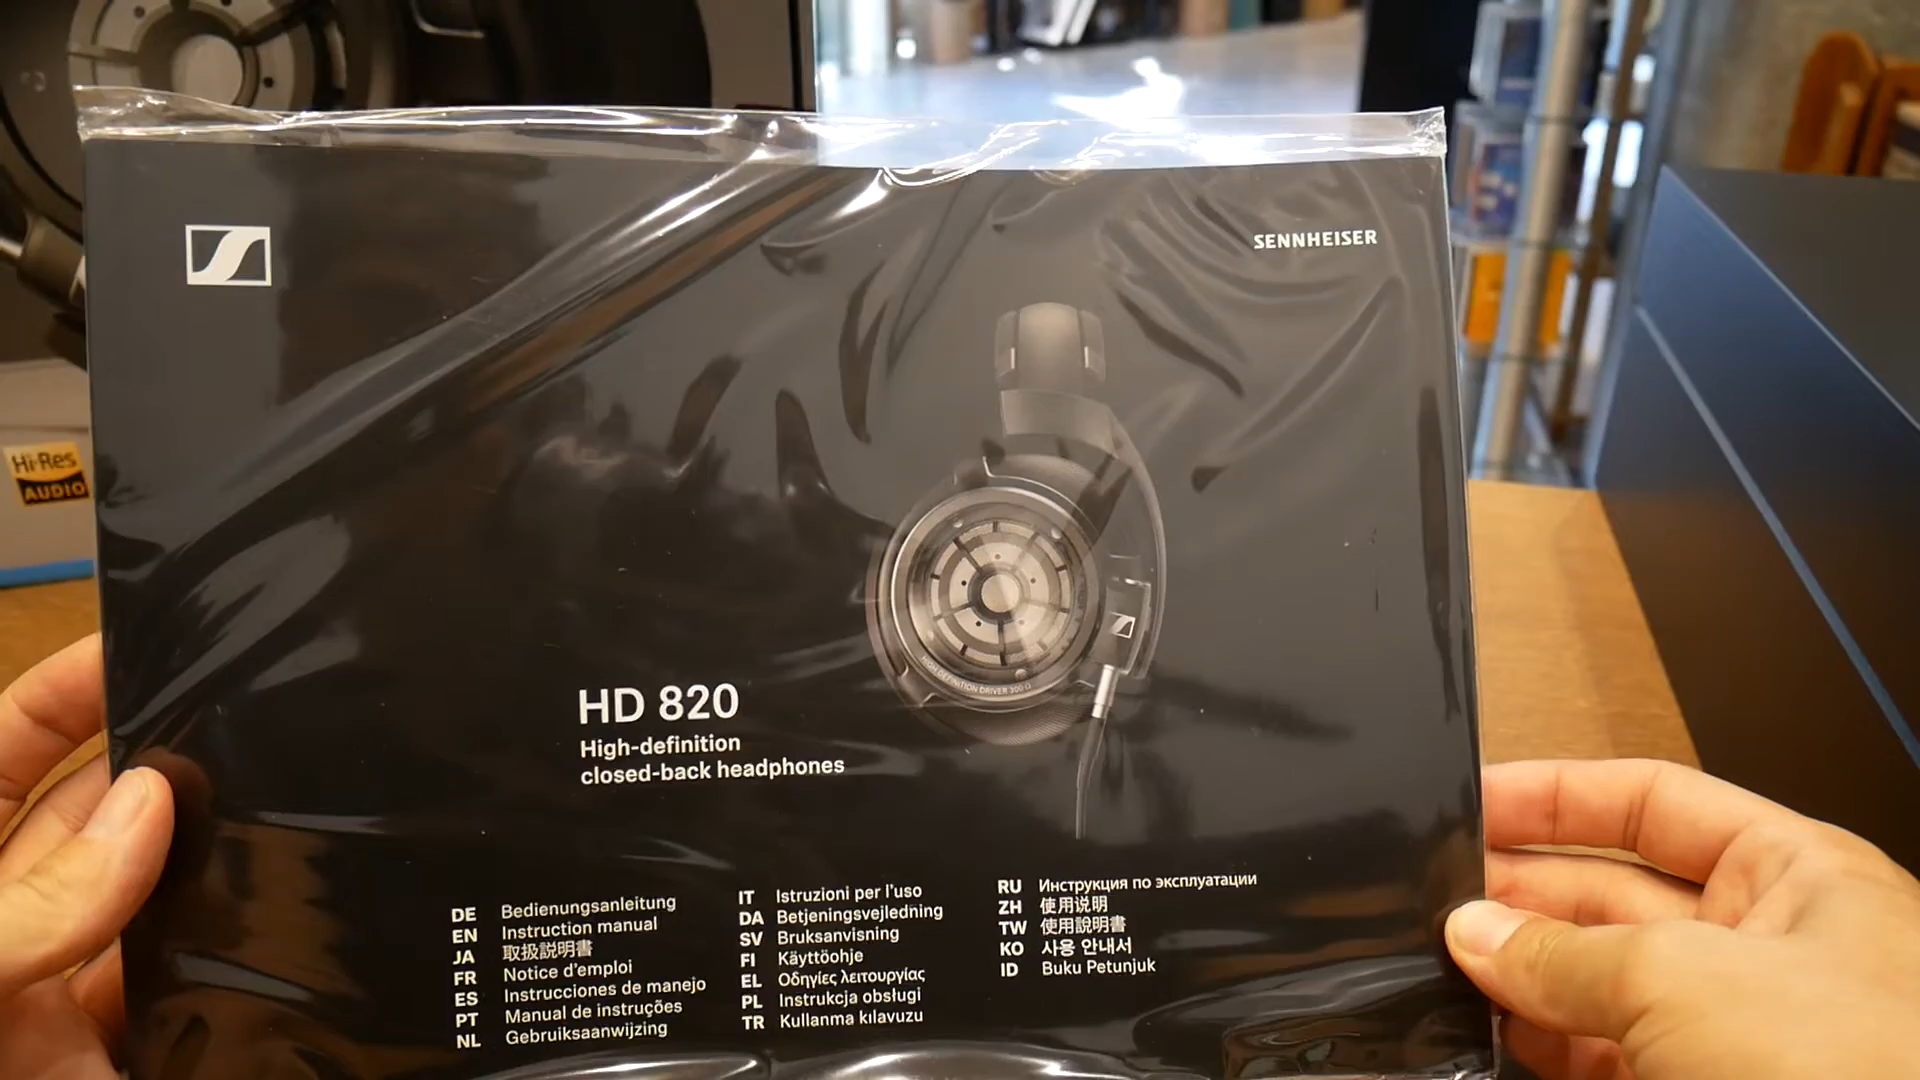 SENNHEISER
Hi-Res
AUDIO
HIGH DEFINITION DRIVER 300 Ω
HD 820
High-definition
closed-back headphones
DE Bedienungsanleitung
EN Instruction manual
JA 取扱説明書
FR Notice d'emploi
ES Instrucciones de manejo
PT Manual de instruções
NL Gebruiksaanwijzing
IT Istruzioni per l'uso
DA Betjeningsvejledning
SV Bruksanvisning
FI Käyttöohje
EL Οδηγίες λειτουργίας
PL Instrukcja obsługi
TR Kullanma kılavuzu
RU Инструкция по эксплуатации
ZH 使用说明
TW 使用說明書
KO 사용 안내서
ID Buku Petunjuk